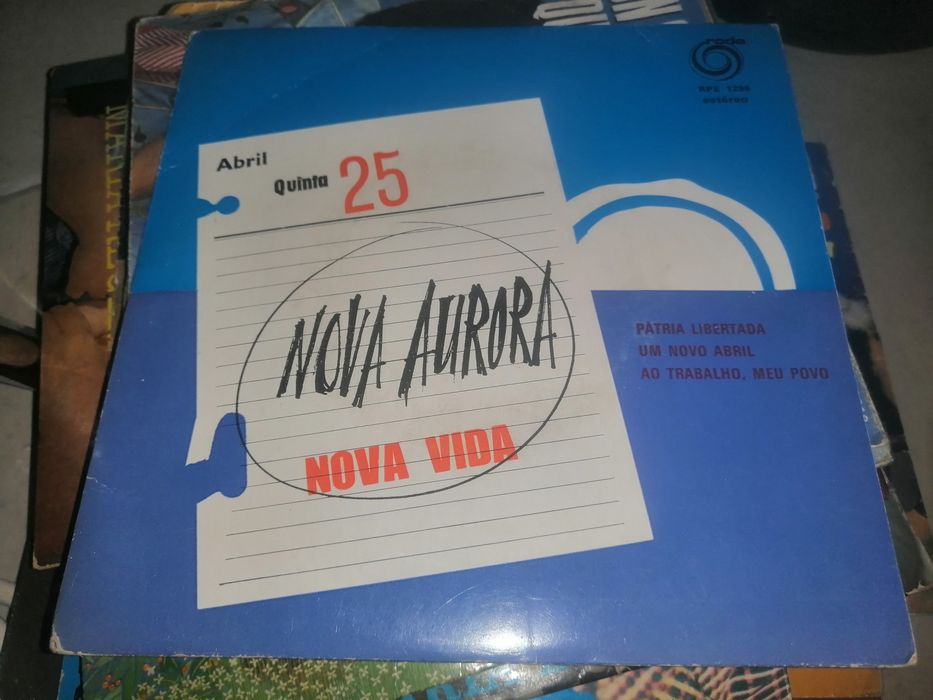 roda
RPE 1296
estéreo
Abril
Quinta 25
NOVA AURORA
NOVA VIDA
PÁTRIA LIBERTADA
UM NOVO ABRIL
AO TRABALHO, MEU POVO